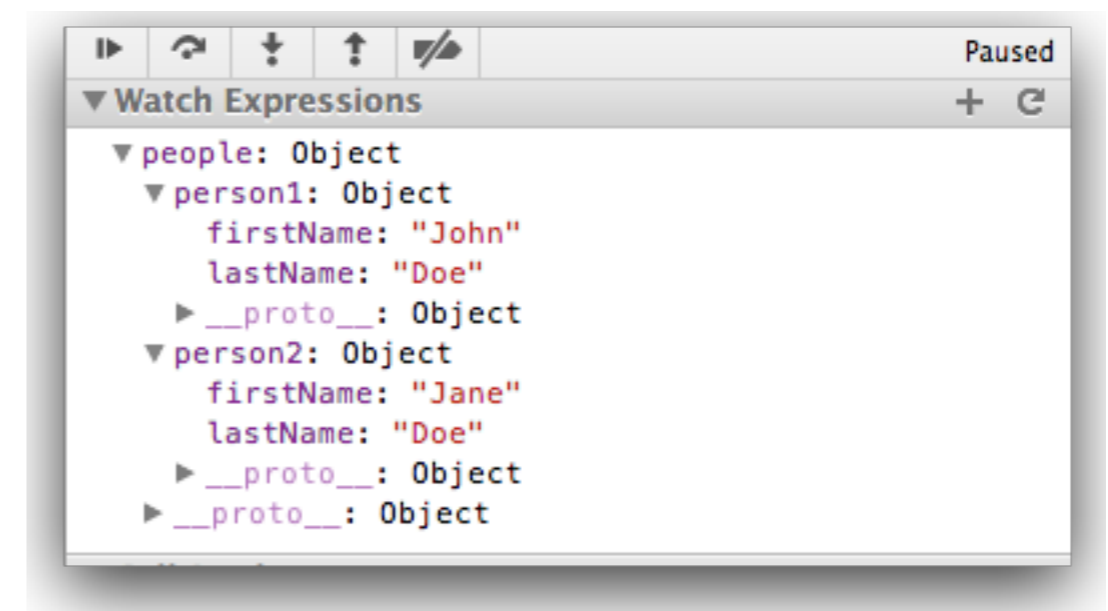 Paused
Watch Expressions
people: Object
person1: Object
firstName: "John"
lastName: "Doe"
__proto__: Object
person2: Object
firstName: "Jane"
lastName: "Doe"
__proto__: Object
__proto__: Object